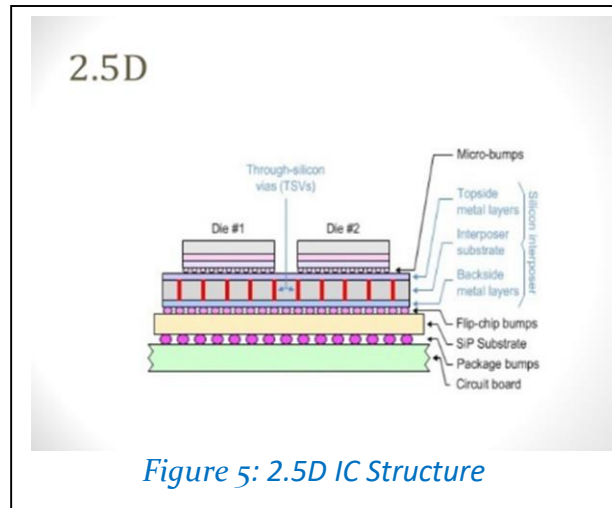 2.5D
Micro-bumps
Through-silicon
vias (TSVs)
Topside
metal layers
Die #1
Die #2
Interposer
substrate
Silicon interposer
Backside
metal layers
Flip-chip bumps
SiP Substrate
Package bumps
Circuit board
Figure 5: 2.5D IC Structure